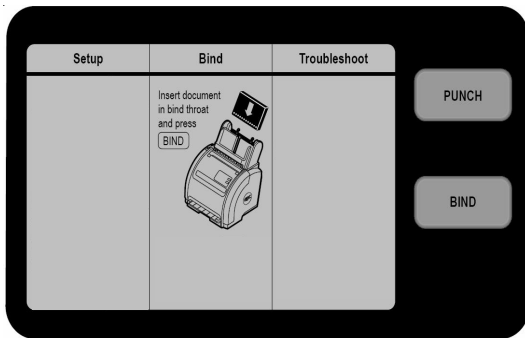 Setup
Bind
Troubleshoot
Insert document
in bind throat
and press
BIND
PUNCH
BIND